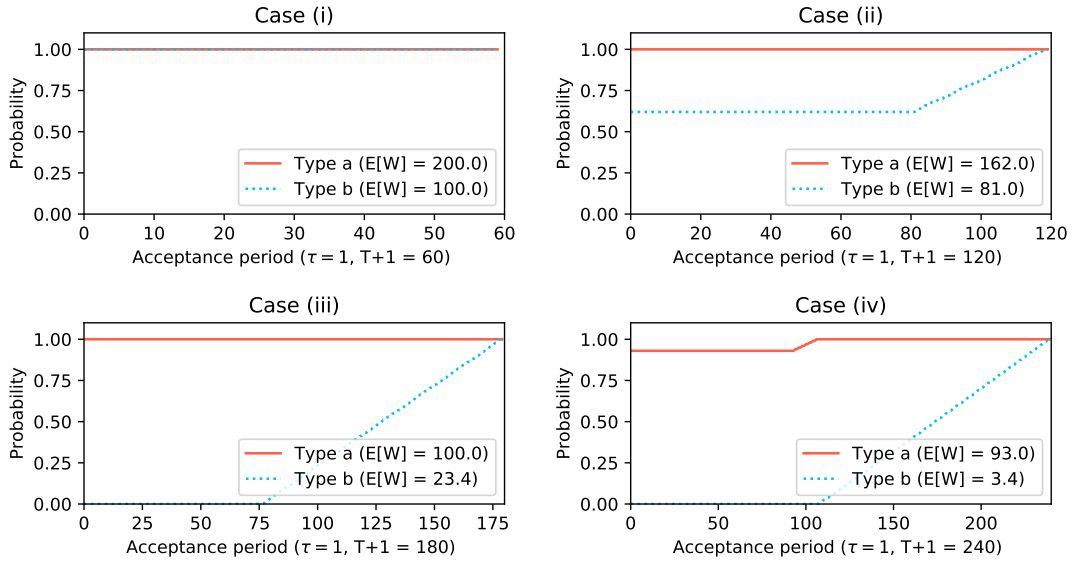 Case (i)
Probability
1.00
0.75
0.50
0.25
0.00
Type a (E[W] = 200.0)
Type b (E[W] = 100.0)
0 10 20 30 40 50 60
Acceptance period (τ = 1, T+1 = 60)
Case (ii)
Probability
1.00
0.75
0.50
0.25
0.00
Type a (E[W] = 162.0)
Type b (E[W] = 81.0)
0 20 40 60 80 100 120
Acceptance period (τ = 1, T+1 = 120)
Case (iii)
Probability
1.00
0.75
0.50
0.25
0.00
Type a (E[W] = 100.0)
Type b (E[W] = 23.4)
0 25 50 75 100 125 150 175
Acceptance period (τ = 1, T+1 = 180)
Case (iv)
Probability
1.00
0.75
0.50
0.25
0.00
Type a (E[W] = 93.0)
Type b (E[W] = 3.4)
0 50 100 150 200
Acceptance period (τ = 1, T+1 = 240)